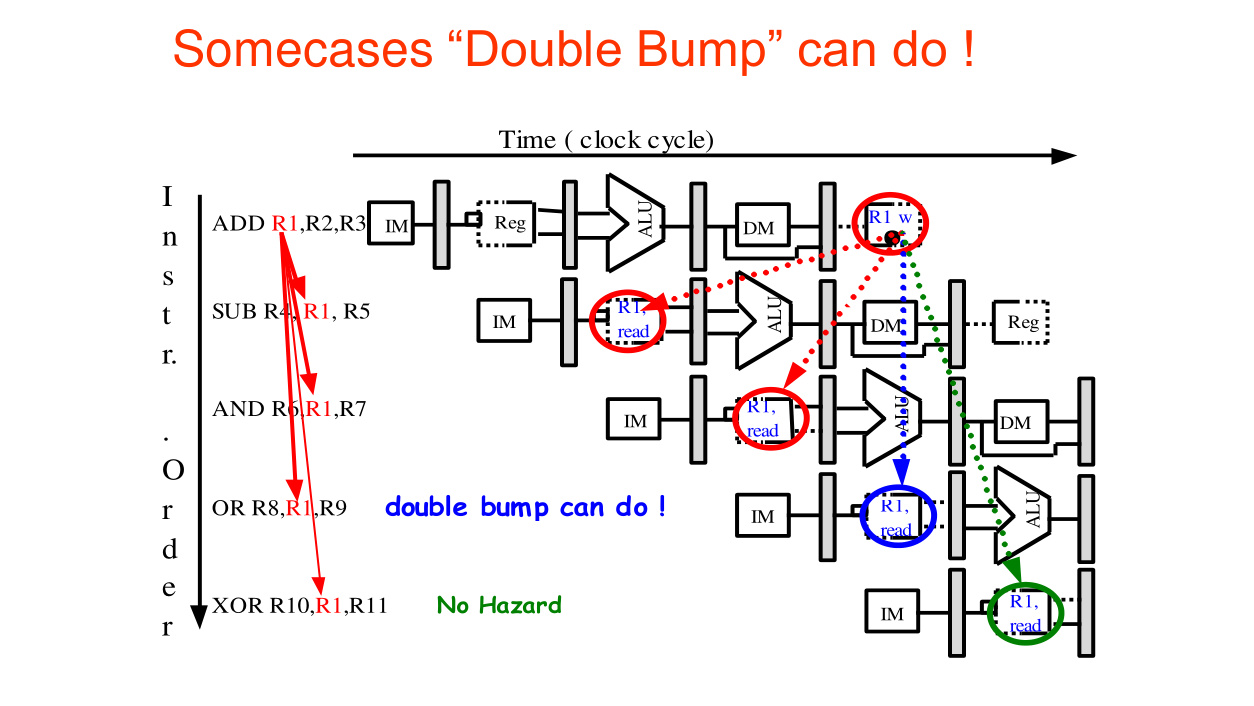 Somecases “Double Bump” can do !
Time ( clock cycle)
I
n
s
t
r.
.
O
r
d
e
r
ADD R1,R2,R3
IM
Reg
ALU
DM
R1 w
SUB R4, R1, R5
IM
R1,
read
ALU
DM
Reg
AND R6,R1,R7
IM
R1,
read
ALU
DM
OR R8,R1,R9
double bump can do !
IM
R1,
read
ALU
XOR R10,R1,R11
No Hazard
IM
R1,
read